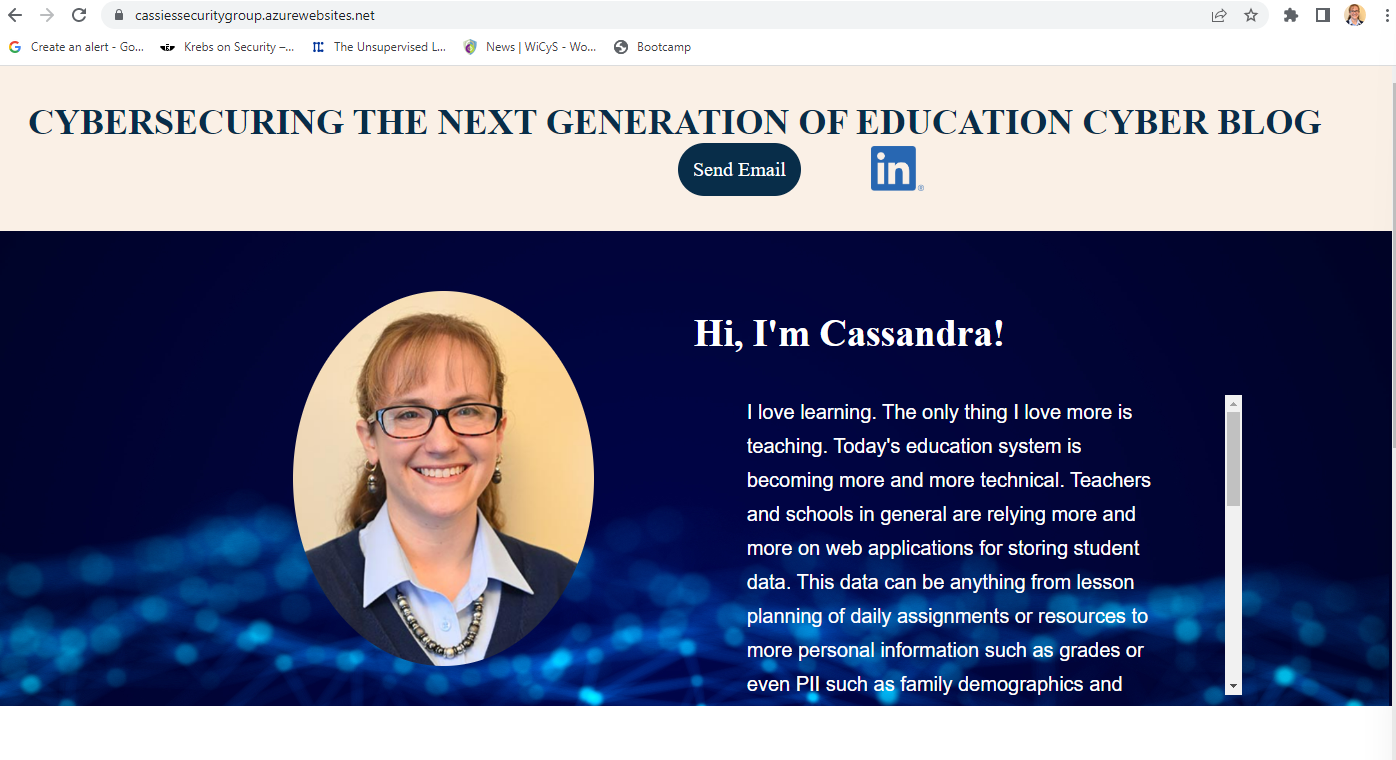 cassiessecuritygroup.azurewebsites.net
Create an alert - Go... Krebs on Security –... The Unsupervised L... News | WiCyS - Wo... Bootcamp
CYBERSECURING THE NEXT GENERATION OF EDUCATION CYBER BLOG
Send Email
in
Hi, I'm Cassandra!
I love learning. The only thing I love more is
teaching. Today's education system is
becoming more and more technical. Teachers
and schools in general are relying more and
more on web applications for storing student
data. This data can be anything from lesson
planning of daily assignments or resources to
more personal information such as grades or
even PII such as family demographics and